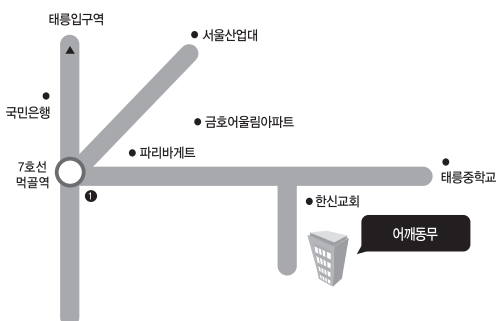 태릉입구역
서울산업대
국민은행
금호어울림아파트
파리바게트
7호선
먹골역
1
태릉중학교
한신교회
어깨동무